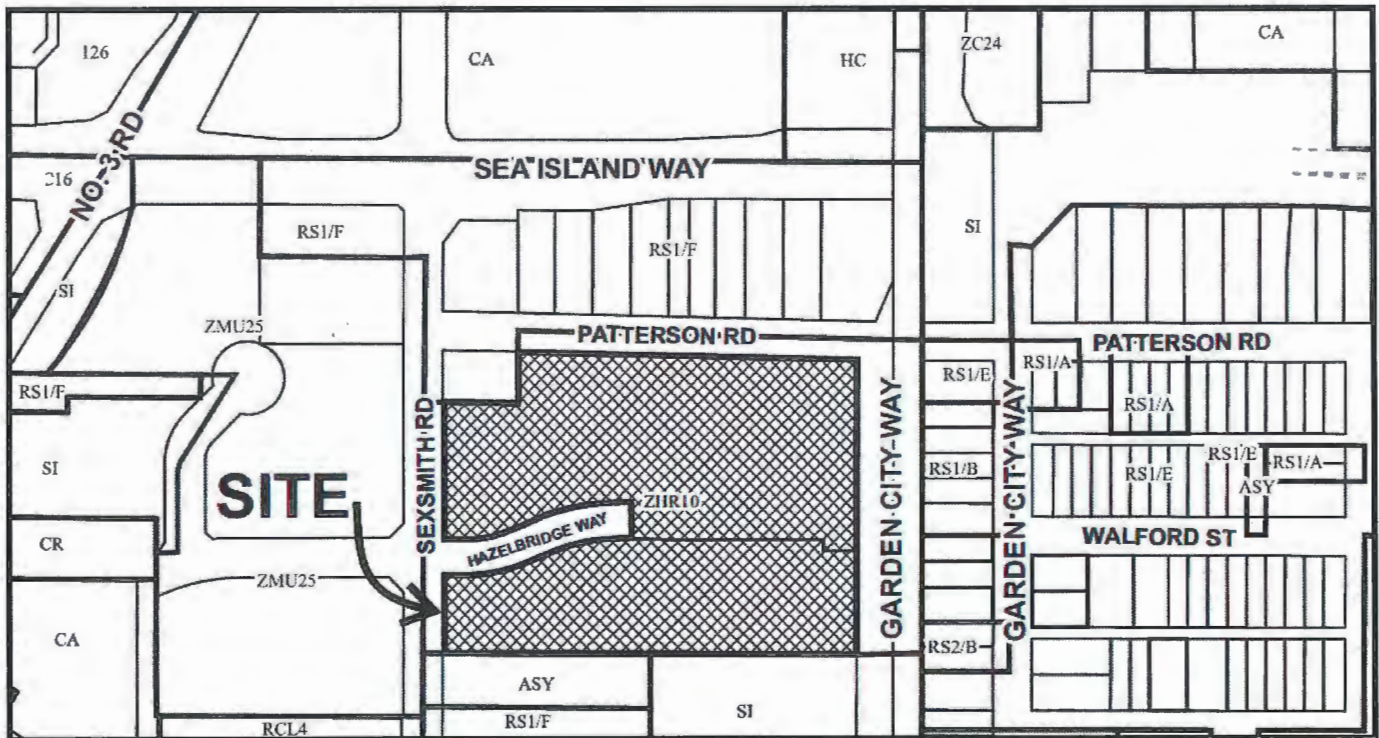 CA
HC
ZC24
CA
NO. 3 RD
SEA ISLAND WAY
RS1/F
RS1/F
SI
SI
ZMU25
PATTERSON RD
PATTERSON RD
RS1/F
RS1/E
RS1/A
RS1/A
SEXSMITH RD
GARDEN CITY WAY
GARDEN CITY WAY
SI
RS1/B
RS1/E
RS1/E
RS1/A
ASY
SITE
ZHR10
HAZELBRIDGE WAY
WALFORD ST
CR
ZMU25
CA
RS2/B
ASY
RS1/F
SI
RCL4